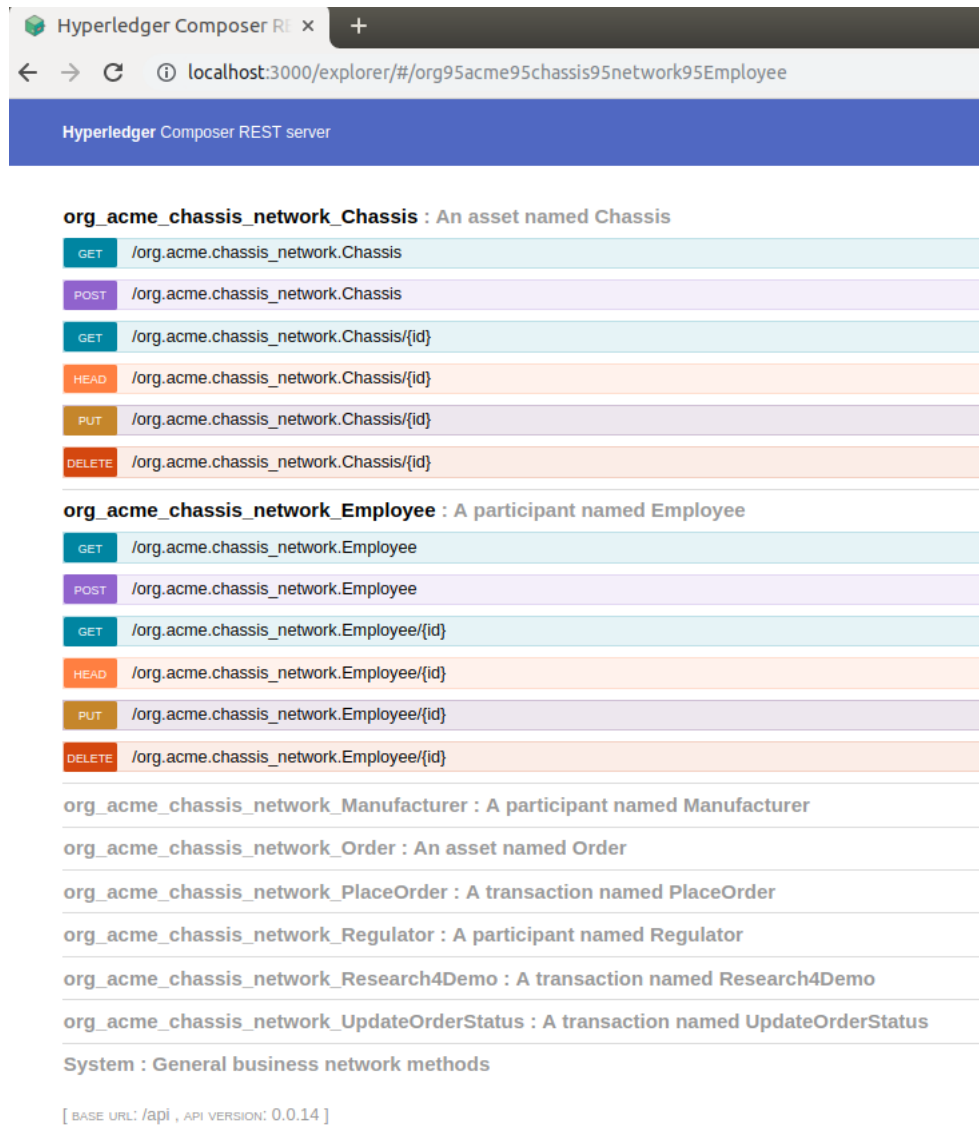 Hyperledger Composer RE
localhost:3000/explorer/#/org95acme95chassis95network95Employee
Hyperledger Composer REST server
org_acme_chassis_network_Chassis : An asset named Chassis
GET /org.acme.chassis_network.Chassis
POST /org.acme.chassis_network.Chassis
GET /org.acme.chassis_network.Chassis/{id}
HEAD /org.acme.chassis_network.Chassis/{id}
PUT /org.acme.chassis_network.Chassis/{id}
DELETE /org.acme.chassis_network.Chassis/{id}
org_acme_chassis_network_Employee : A participant named Employee
GET /org.acme.chassis_network.Employee
POST /org.acme.chassis_network.Employee
GET /org.acme.chassis_network.Employee/{id}
HEAD /org.acme.chassis_network.Employee/{id}
PUT /org.acme.chassis_network.Employee/{id}
DELETE /org.acme.chassis_network.Employee/{id}
org_acme_chassis_network_Manufacturer : A participant named Manufacturer
org_acme_chassis_network_Order : An asset named Order
org_acme_chassis_network_PlaceOrder : A transaction named PlaceOrder
org_acme_chassis_network_Regulator : A participant named Regulator
org_acme_chassis_network_Research4Demo : A transaction named Research4Demo
org_acme_chassis_network_UpdateOrderStatus : A transaction named UpdateOrderStatus
System : General business network methods
[ BASE URL: /api , API VERSION: 0.0.14 ]